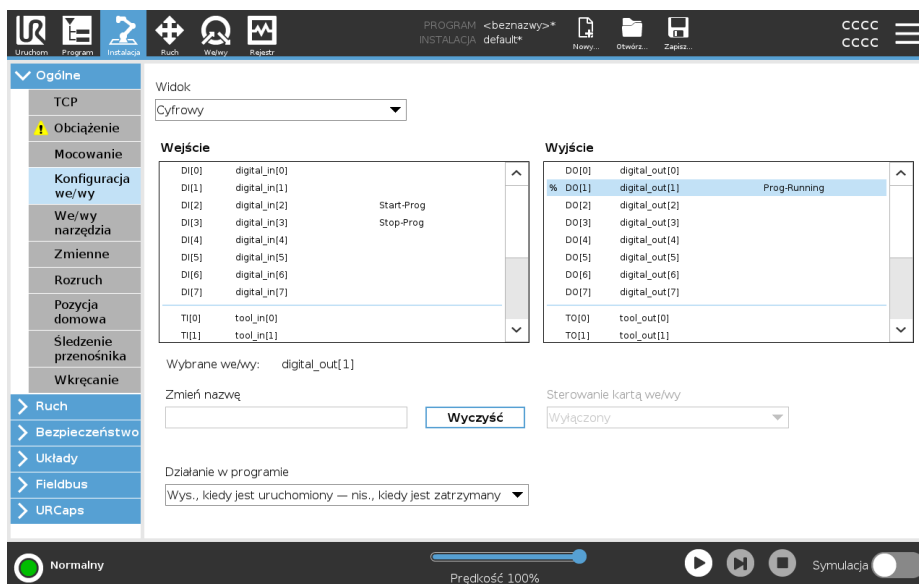 UR
PROGRAM <beznazwy>*
INSTALACJA default*
CCCC
CCCC
Uruchom Program Instalacja Ruch We/wy Rejestr Nowy... Otwórz... Zapisz...
Ogólne
TCP
Obciążenie
Mocowanie
Konfiguracja
we/wy
We/wy
narzędzia
Zmienne
Rozruch
Pozycja
domowa
Śledzenie
przenośnika
Wkręcanie
Ruch
Bezpieczeństwo
Układy
Fieldbus
URCaps
Widok
Cyfrowy
Wejście
DI[0] digital_in[0]
DI[1] digital_in[1]
DI[2] digital_in[2] Start-Prog
DI[3] digital_in[3] Stop-Prog
DI[4] digital_in[4]
DI[5] digital_in[5]
DI[6] digital_in[6]
DI[7] digital_in[7]
TI[0] tool_in[0]
TI[1] tool_in[1]
Wyjście
DO[0] digital_out[0]
% DO[1] digital_out[1] Prog-Running
DO[2] digital_out[2]
DO[3] digital_out[3]
DO[4] digital_out[4]
DO[5] digital_out[5]
DO[6] digital_out[6]
DO[7] digital_out[7]
TO[0] tool_out[0]
TO[1] tool_out[1]
Wybrane we/wy: digital_out[1]
Zmień nazwę
Wyczyść
Sterowanie kartą we/wy
Wyłączony
Działanie w programie
Wys., kiedy jest uruchomiony — nis., kiedy jest zatrzymany
Normalny
Prędkość 100%
Symulacja